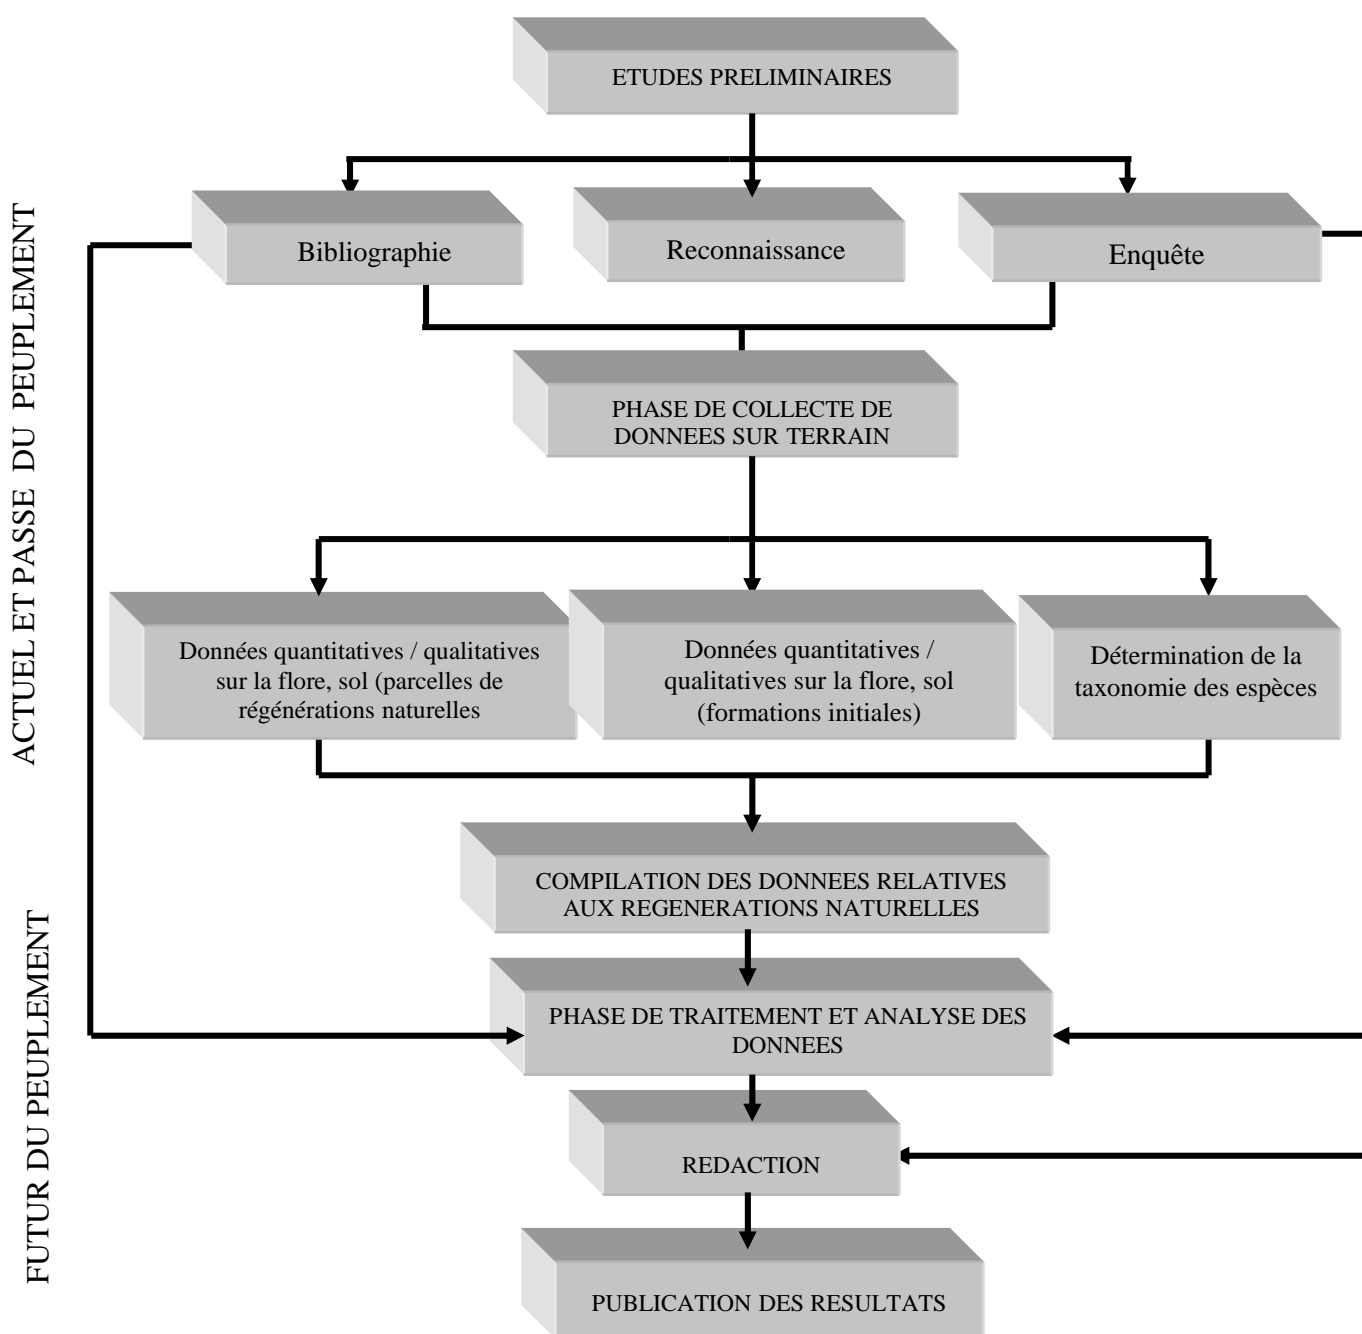 ETUDES PRELIMINAIRES
Bibliographie
Reconnaissance
Enquête
ACTUEL ET PASSE DU PEUPLEMENT
PHASE DE COLLECTE DE
DONNEES SUR TERRAIN
Données quantitatives / qualitatives
sur la flore, sol (parcelles de
régénérations naturelles
Données quantitatives /
qualitatives sur la flore, sol
(formations initiales)
Détermination de la
taxonomie des espèces
COMPILATION DES DONNEES RELATIVES
AUX REGENERATIONS NATURELLES
FUTUR DU PEUPLEMENT
PHASE DE TRAITEMENT ET ANALYSE DES
DONNEES
REDACTION
PUBLICATION DES RESULTATS